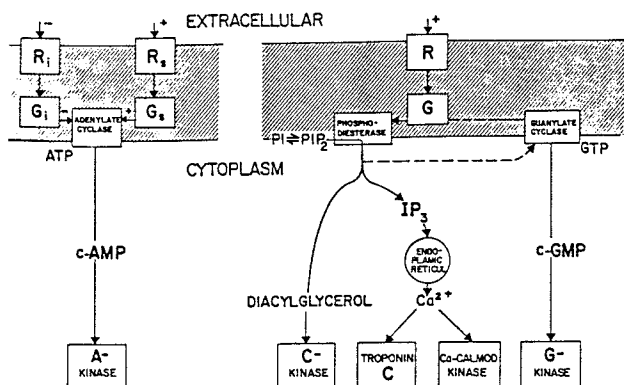 EXTRACELLULAR
− + +
Ri Rs R
Gi − ADENYLATE CYCLASE + Gs
G
PHOSPHO-
DIESTERASE
GUANYLATE
CYCLASE
ATP
PI⇌PIP2
GTP
CYTOPLASM
IP3
c-AMP
ENDO-
PLAMIC
RETICUL
c-GMP
DIACYLGLYCEROL
Ca2+
A-
KINASE
C-
KINASE
TROPONIN
C
Ca-CALMOD
KINASE
G-
KINASE